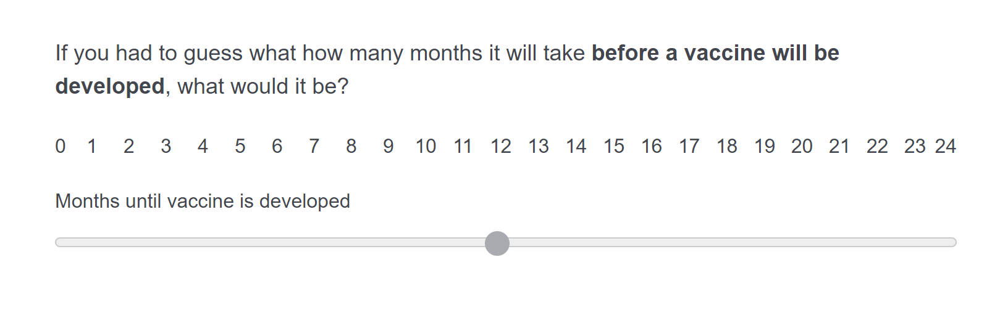 If you had to guess what how many months it will take before a vaccine will be
developed, what would it be?
0 1 2 3 4 5 6 7 8 9 10 11 12 13 14 15 16 17 18 19 20 21 22 23 24
Months until vaccine is developed